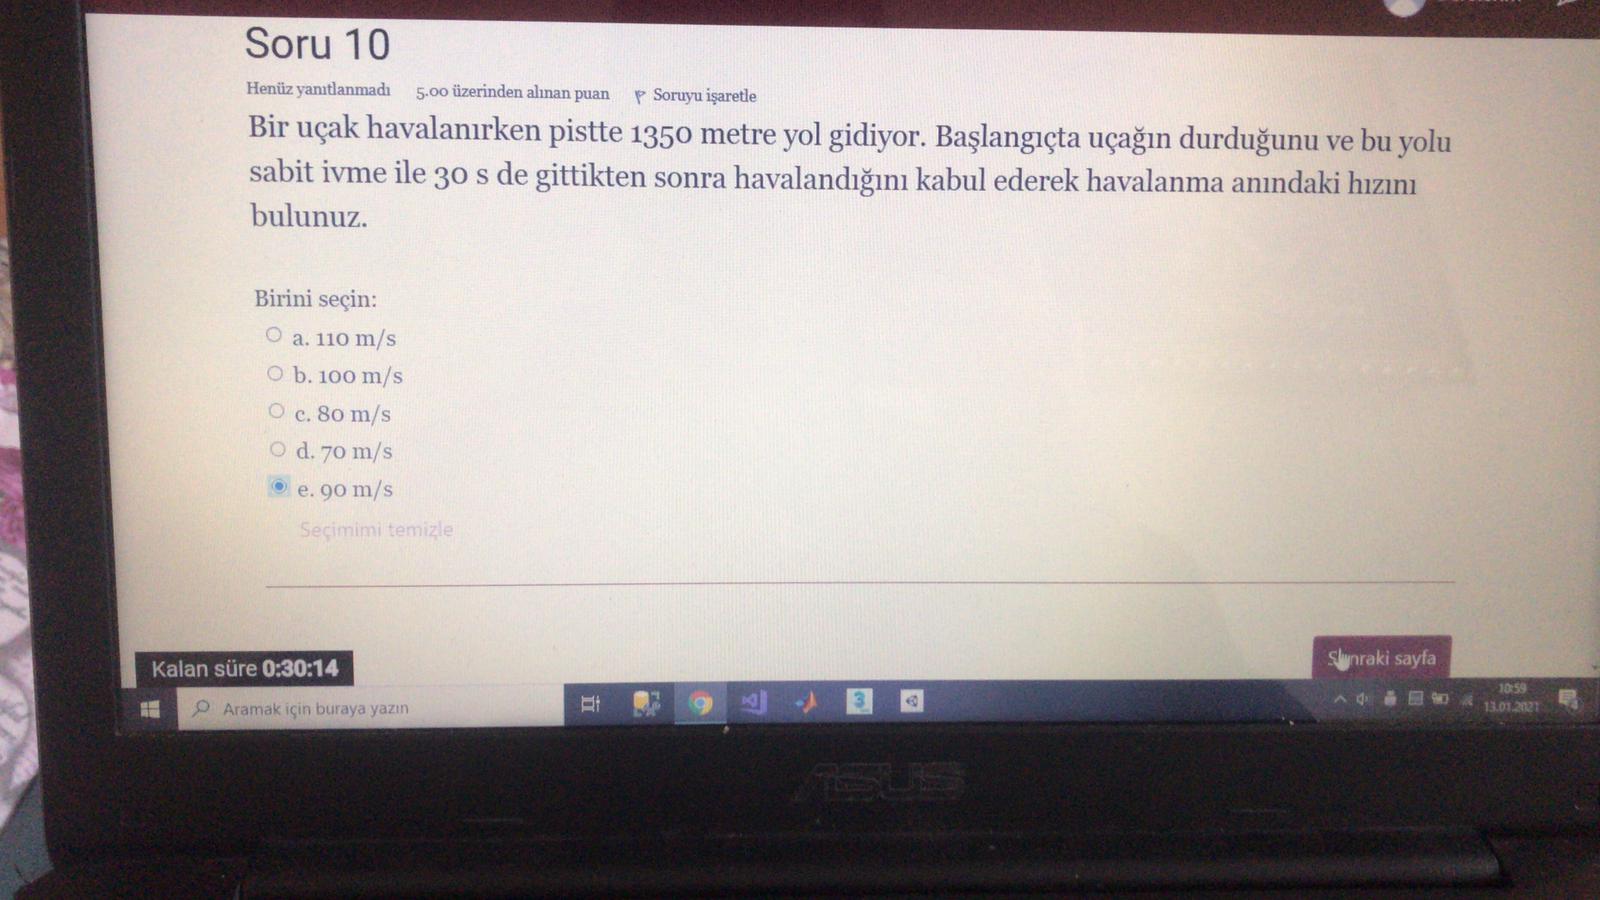 Soru 10
Henüz yanıtlanmadı 5.00 üzerinden alınan puan Soruyu işaretle
Bir uçak havalanırken pistte 1350 metre yol gidiyor. Başlangıçta uçağın durduğunu ve bu yolu
sabit ivme ile 30 s de gittikten sonra havalandığını kabul ederek havalanma anındaki hızını
bulunuz.
Birini seçin:
a. 110 m/s
b. 100 m/s
c. 80 m/s
d. 70 m/s
e. 90 m/s
Seçimimi temizle
Sonraki sayfa
Kalan süre 0:30:14
Aramak için buraya yazın
3
10:59
13.01.2021
ASUS